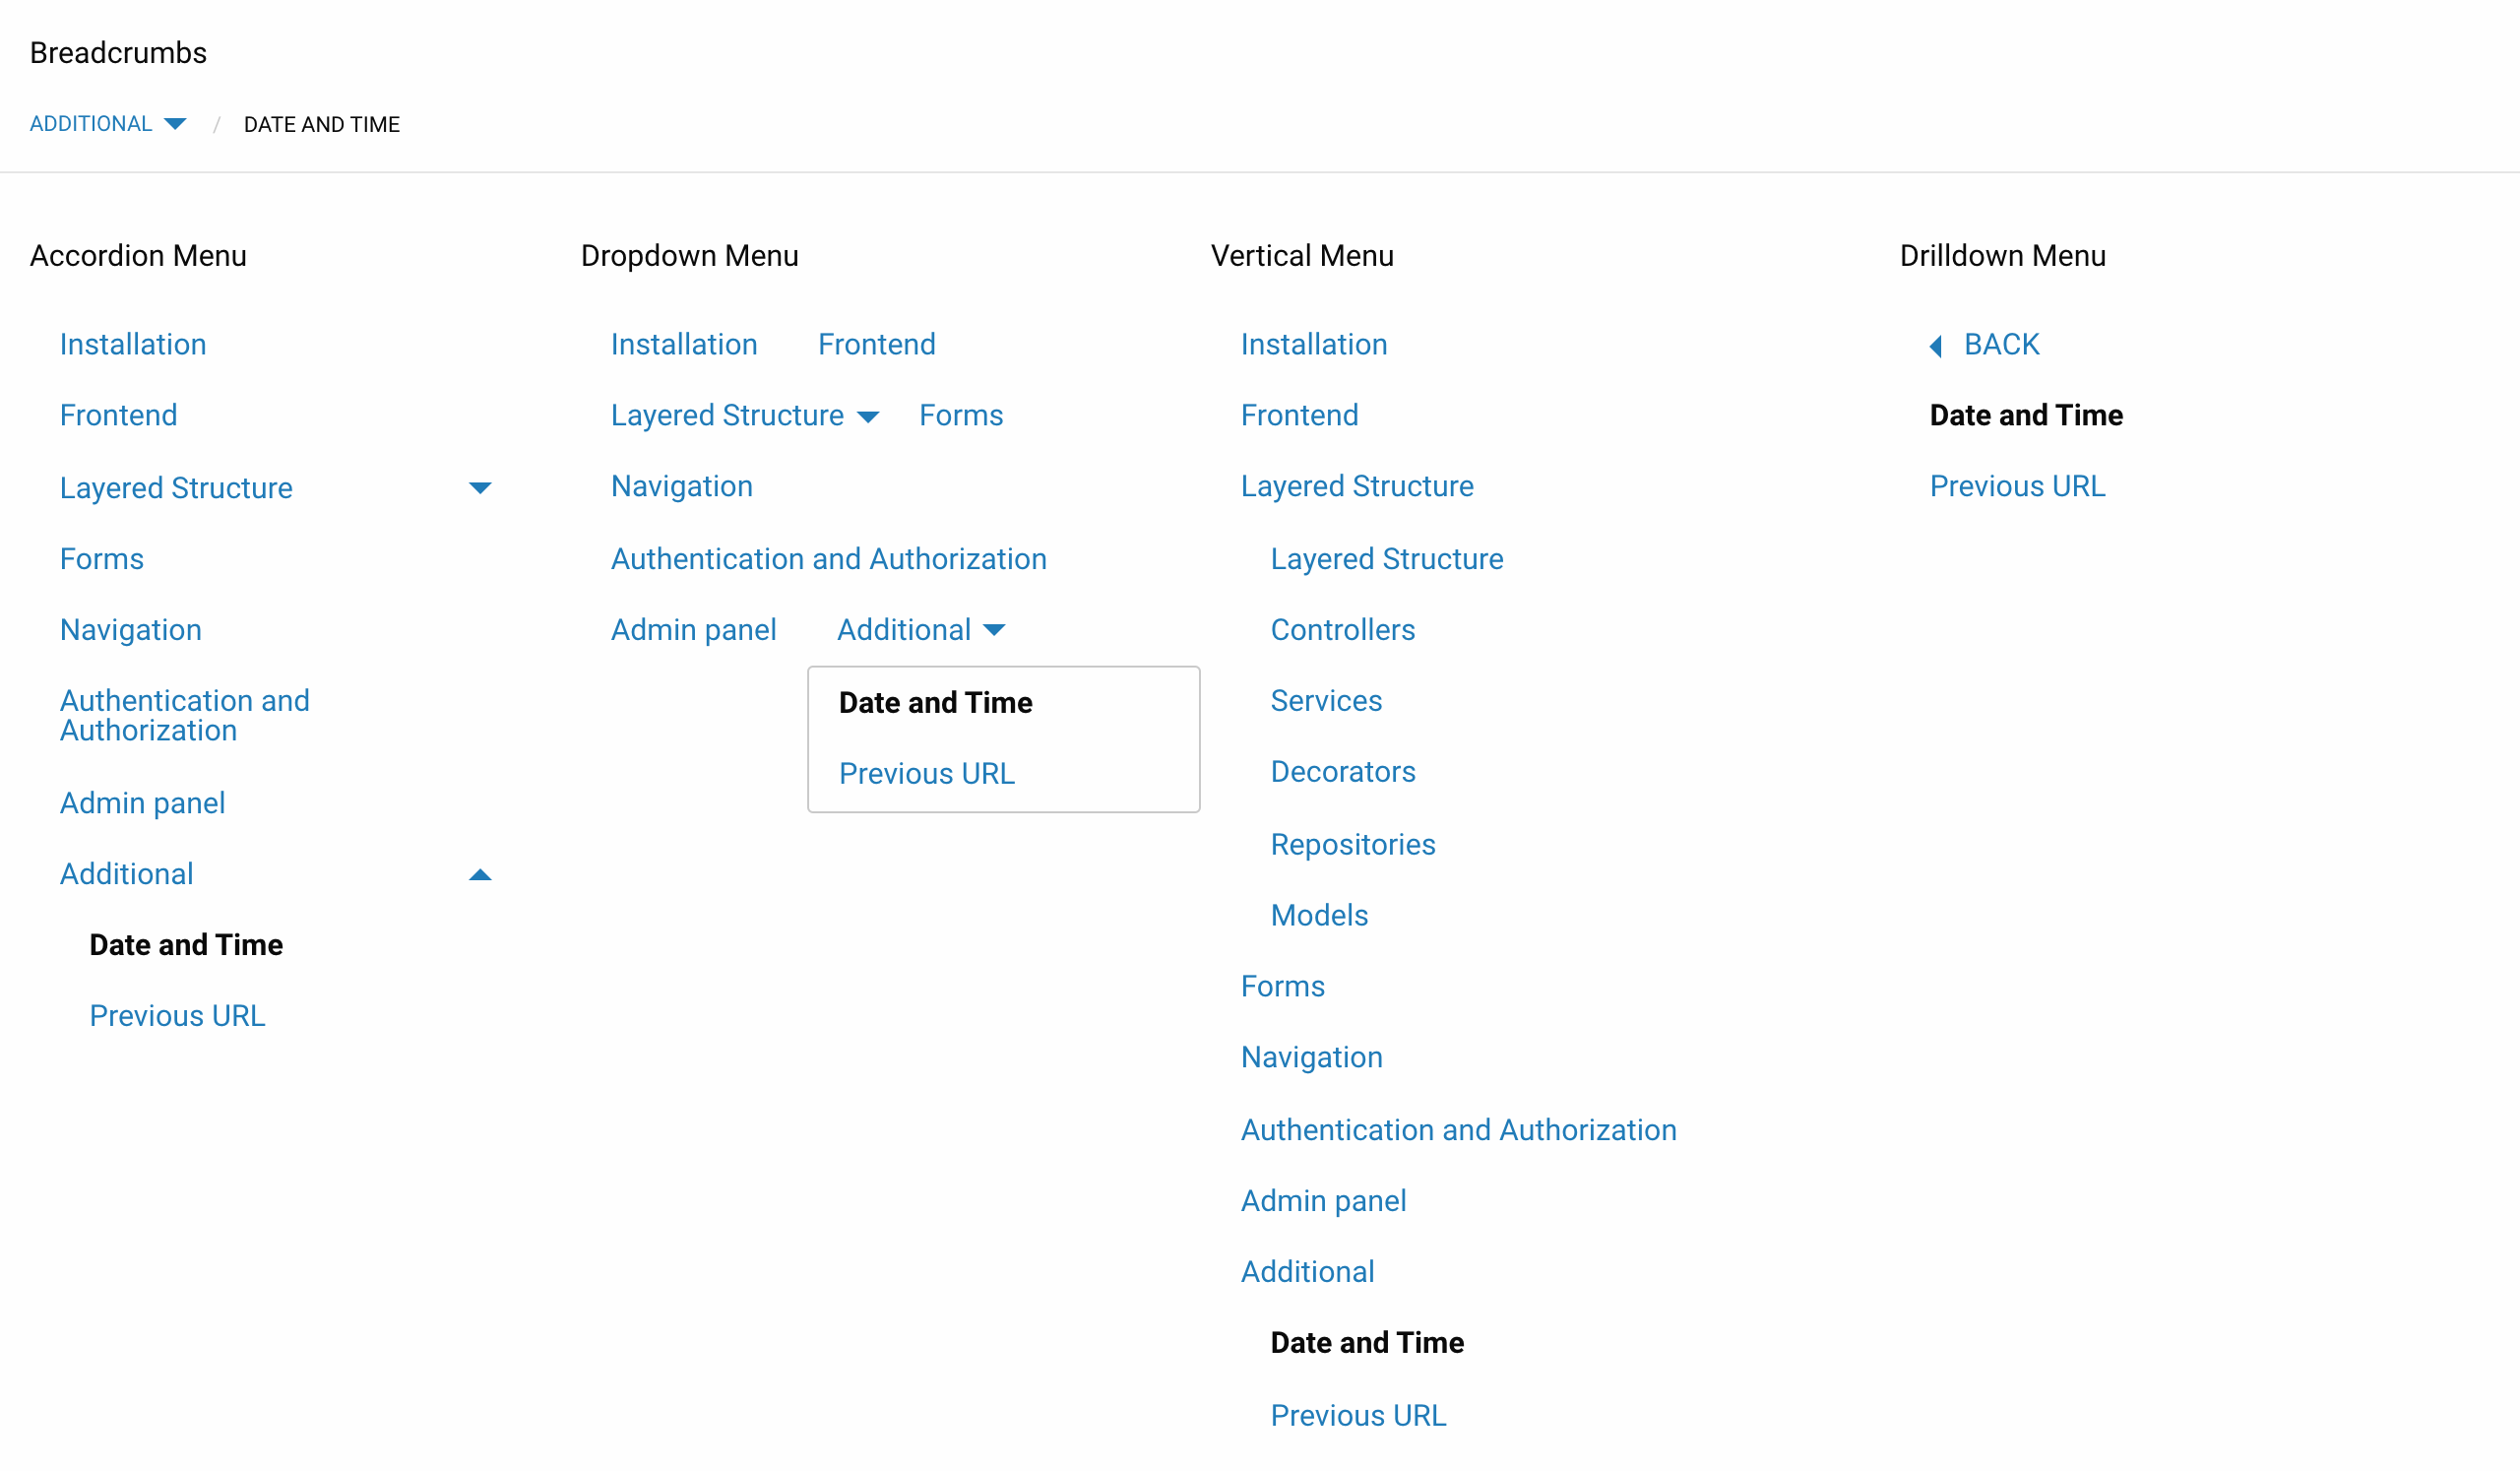 Breadcrumbs
ADDITIONAL / DATE AND TIME
Accordion Menu
Installation
Frontend
Layered Structure
Forms
Navigation
Authentication and
Authorization
Admin panel
Additional
Date and Time
Previous URL
Dropdown Menu
Installation Frontend
Layered Structure Forms
Navigation
Authentication and Authorization
Admin panel Additional
Date and Time
Previous URL
Vertical Menu
Installation
Frontend
Layered Structure
Layered Structure
Controllers
Services
Decorators
Repositories
Models
Forms
Navigation
Authentication and Authorization
Admin panel
Additional
Date and Time
Previous URL
Drilldown Menu
BACK
Date and Time
Previous URL